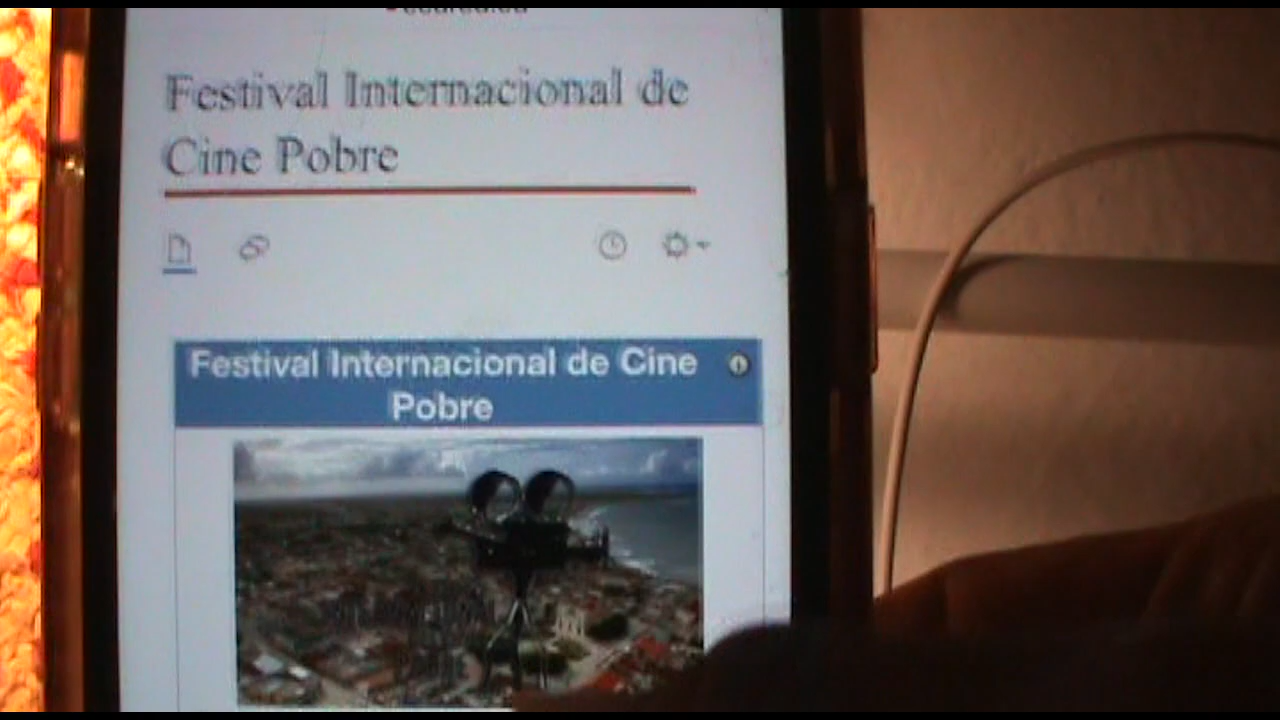 Festival Internacional de
Cine Pobre
Festival Internacional de Cine
Pobre